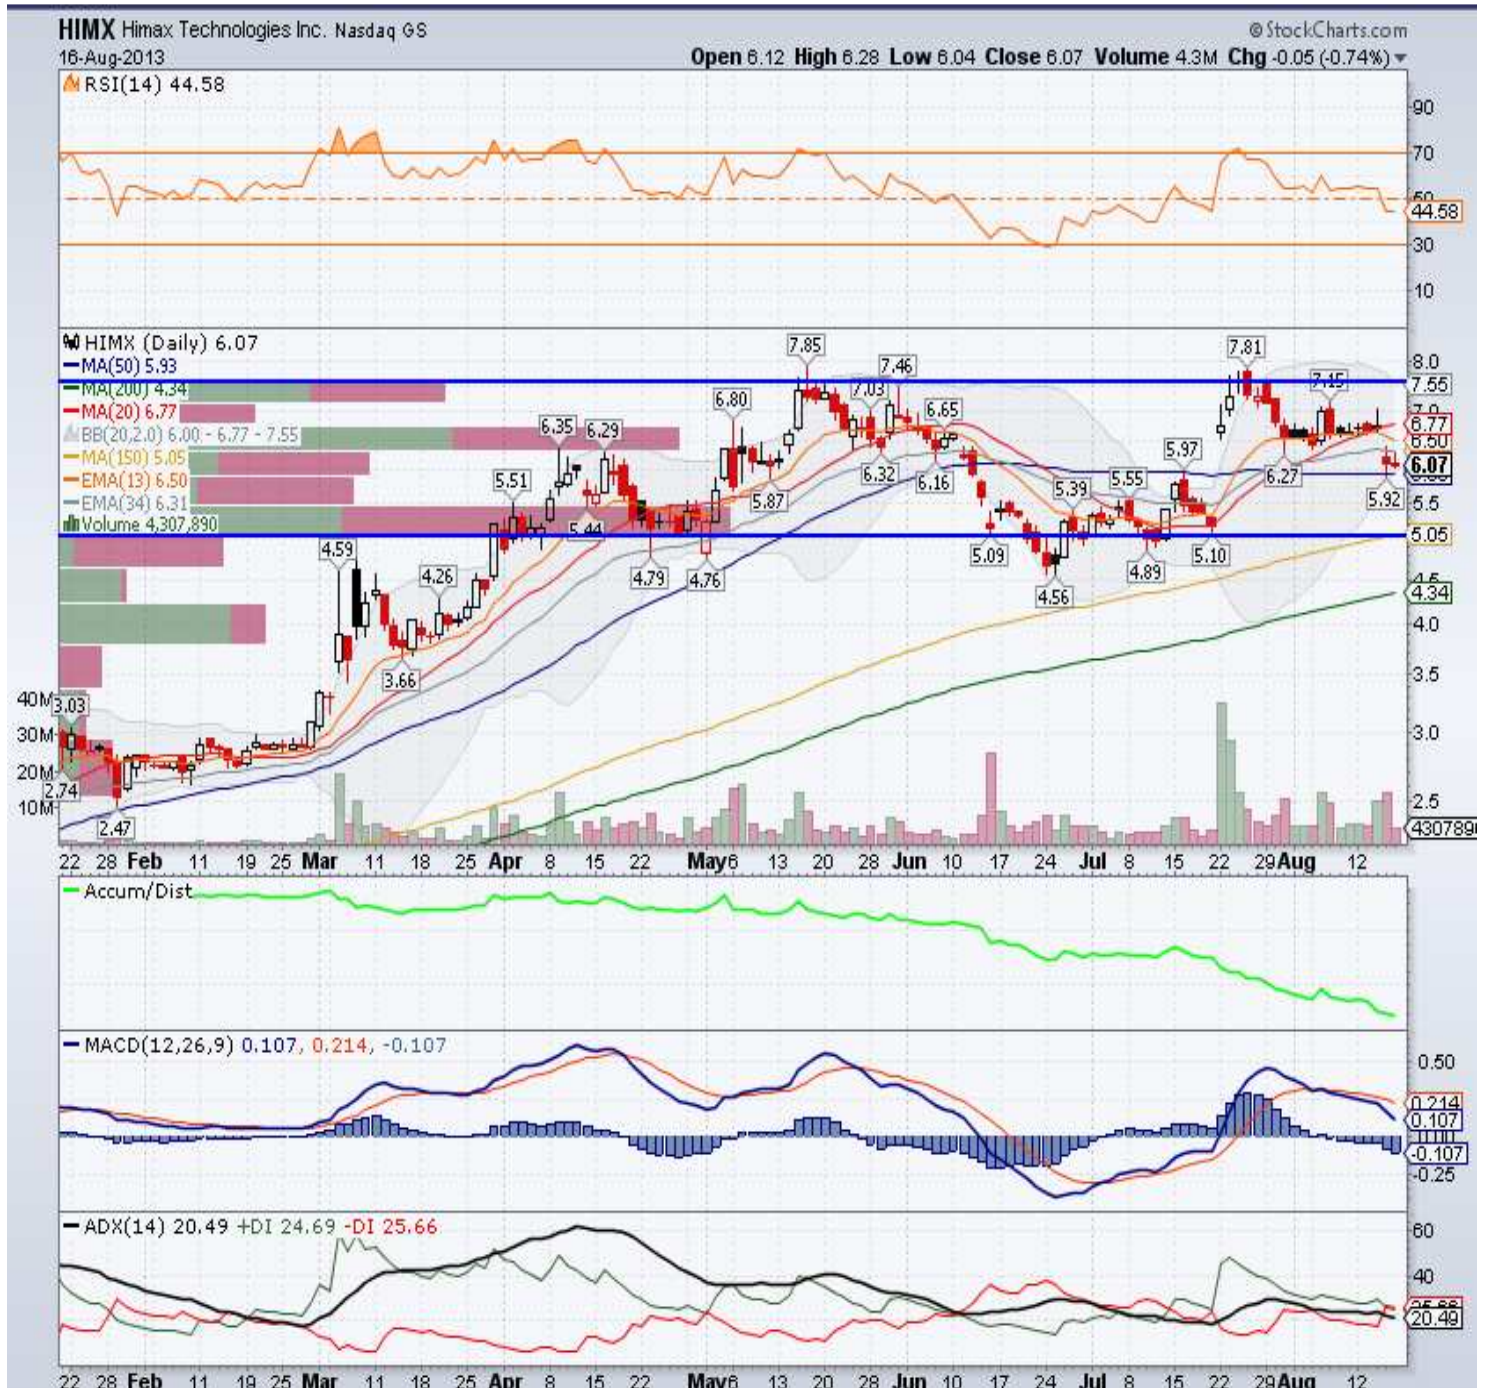 HIMX Himax Technologies Inc. Nasdaq GS
© StockCharts.com
16-Aug-2013
Open 6.12 High 6.28 Low 6.04 Close 6.07 Volume 4.3M Chg -0.05 (-0.74%)
RSI(14) 44.58
90
70
50
44.58
30
10
HIMX (Daily) 6.07
MA(50) 5.93
MA(200) 4.34
MA(20) 6.77
BB(20,2.0) 6.00 - 6.77 - 7.55
MA(150) 5.05
EMA(13) 6.50
EMA(34) 6.31
Volume 4,307,890
7.85
7.81
7.46
7.03
7.15
6.80
6.65
6.35
6.29
6.32
6.16
5.97
6.27
5.87
5.92
5.51
5.44
5.39
5.55
5.09
5.10
4.59
4.79
4.76
4.89
4.56
4.26
3.66
3.03
2.74
2.47
8.0
7.55
7.0
6.77
6.50
6.07
5.5
5.05
4.5
4.34
4.0
3.5
3.0
2.5
4307890
40M
30M
20M
10M
22 28 Feb 11 19 25 Mar 11 18 25 Apr 8 15 22 May 6 13 20 28 Jun 10 17 24 Jul 8 15 22 29 Aug 12
Accum/Dist
MACD(12,26,9) 0.107, 0.214, -0.107
0.50
0.214
0.107
0.00
-0.107
-0.25
ADX(14) 20.49 +DI 24.69 -DI 25.66
60
40
25.66
20.49
22 28 Feb 11 19 25 Mar 11 18 25 Apr 8 15 22 May 6 13 20 28 Jun 10 17 24 Jul 8 15 22 29 Aug 12